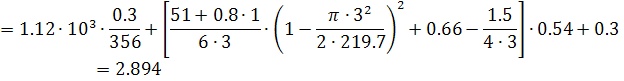 = 1.12 · 10³ · 0.3/356 + [(51 + 0.8 · 1)/(6 · 3) · (1 − (π · 3²)/(2 · 219.7))² + 0.66 − 1.5/(4 · 3)] · 0.54 + 0.3
= 2.894